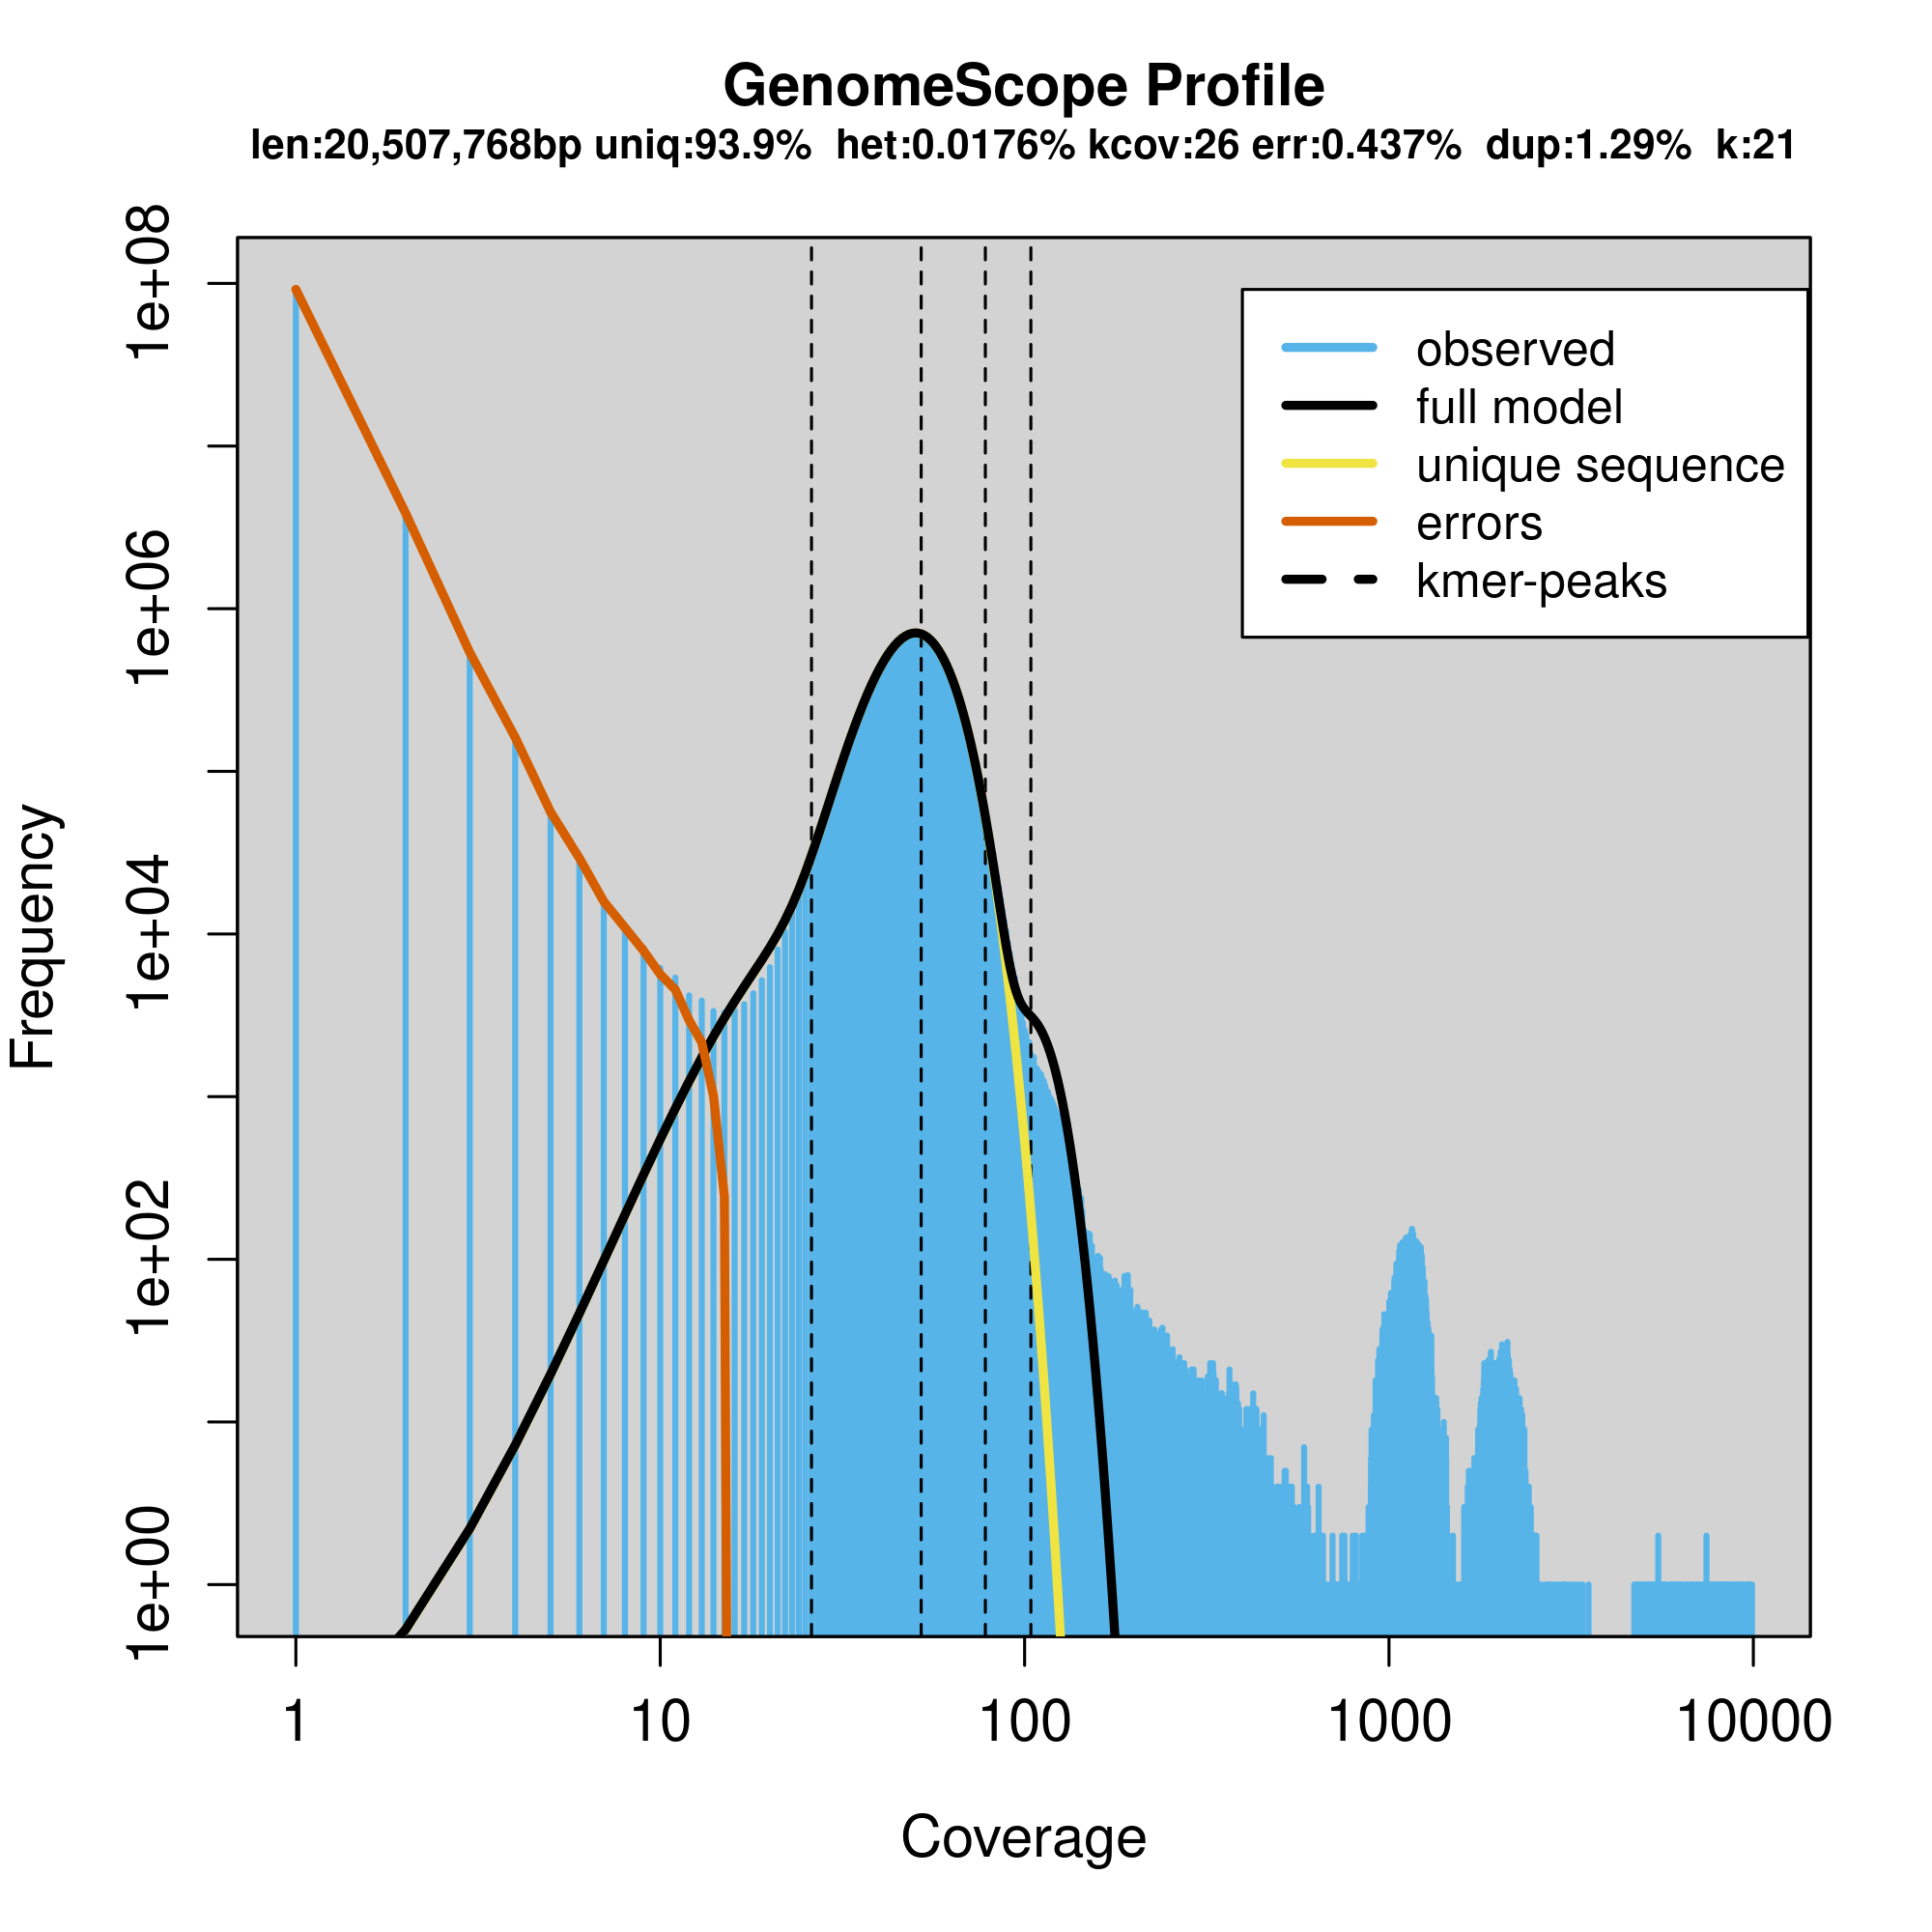 GenomeScope Profile
len:20,507,768bp uniq:93.9% het:0.0176% kcov:26 err:0.437% dup:1.29% k:21
observed
full model
unique sequence
errors
kmer-peaks
Frequency
1e+08
1e+06
1e+04
1e+02
1e+00
1 10 100 1000 10000
Coverage